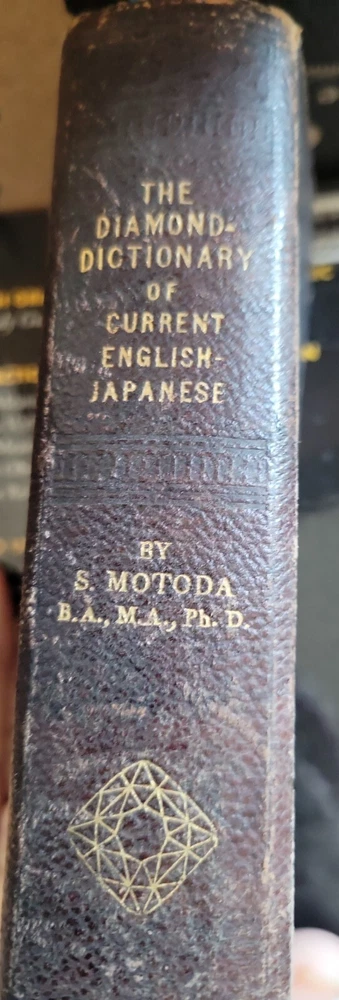 THE
DIAMOND-
DICTIONARY
OF
CURRENT
ENGLISH-
JAPANESE
BY
S. MOTODA
B.A., M.A., Ph. D.